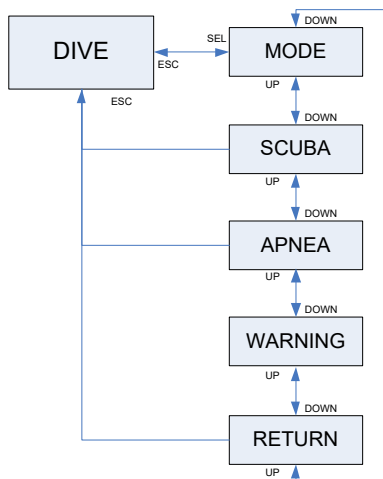 DOWN
DIVE
SEL
MODE
ESC
UP
ESC
DOWN
SCUBA
UP
DOWN
APNEA
UP
DOWN
WARNING
UP
DOWN
RETURN
UP